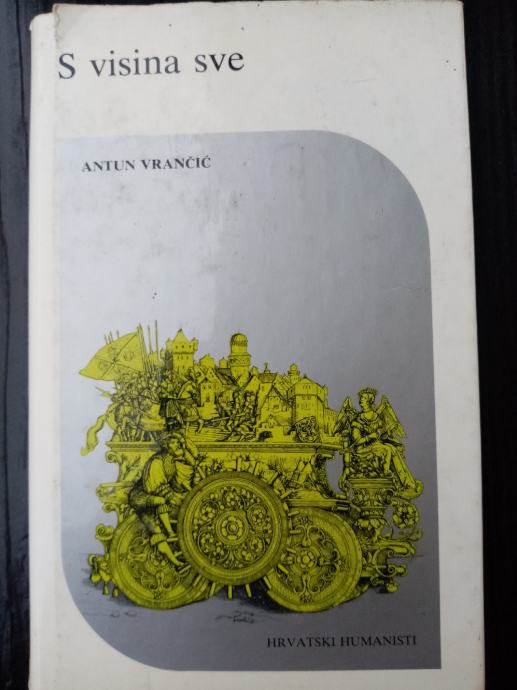 S visina sve
ANTUN VRANČIĆ
HRVATSKI HUMANISTI